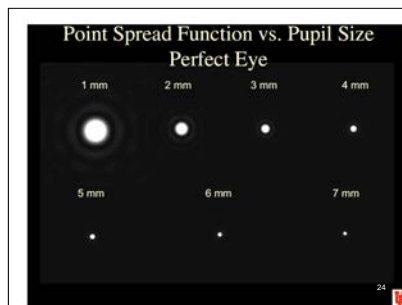 Point Spread Function vs. Pupil Size
Perfect Eye
1 mm
2 mm
3 mm
4 mm
5 mm
6 mm
7 mm
24